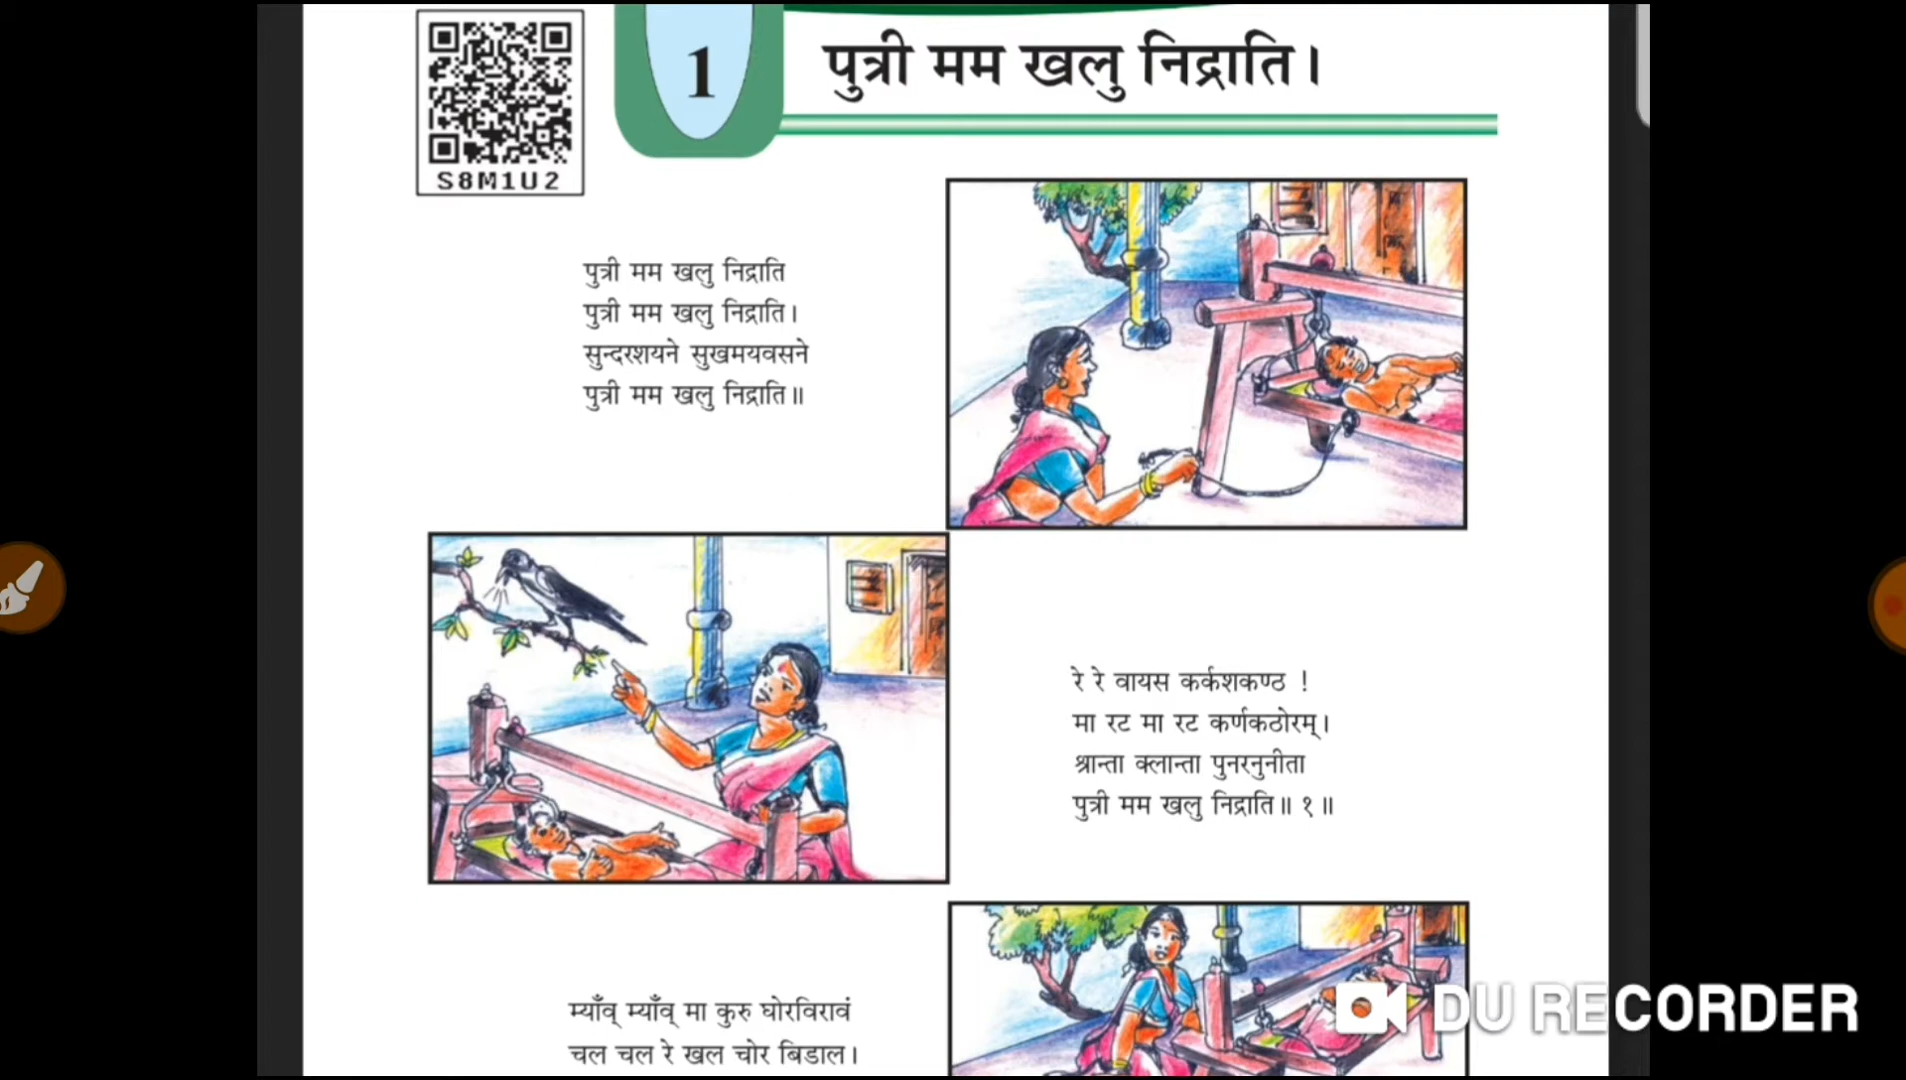 S8M1U2
1
पुत्री मम खलु निद्राति।
पुत्री मम खलु निद्राति
पुत्री मम खलु निद्राति।
सुन्दरशयने सुखमयवसने
पुत्री मम खलु निद्राति॥
रे रे वायस कर्कशकण्ठ !
मा रट मा रट कर्णकठोरम्।
श्रान्ता क्लान्ता पुनरनुनीता
पुत्री मम खलु निद्राति॥ १ ॥
म्याँव् म्याँव् मा कुरु घोरविरावं
चल चल रे खल चोर बिडाल।
DU RECORDER